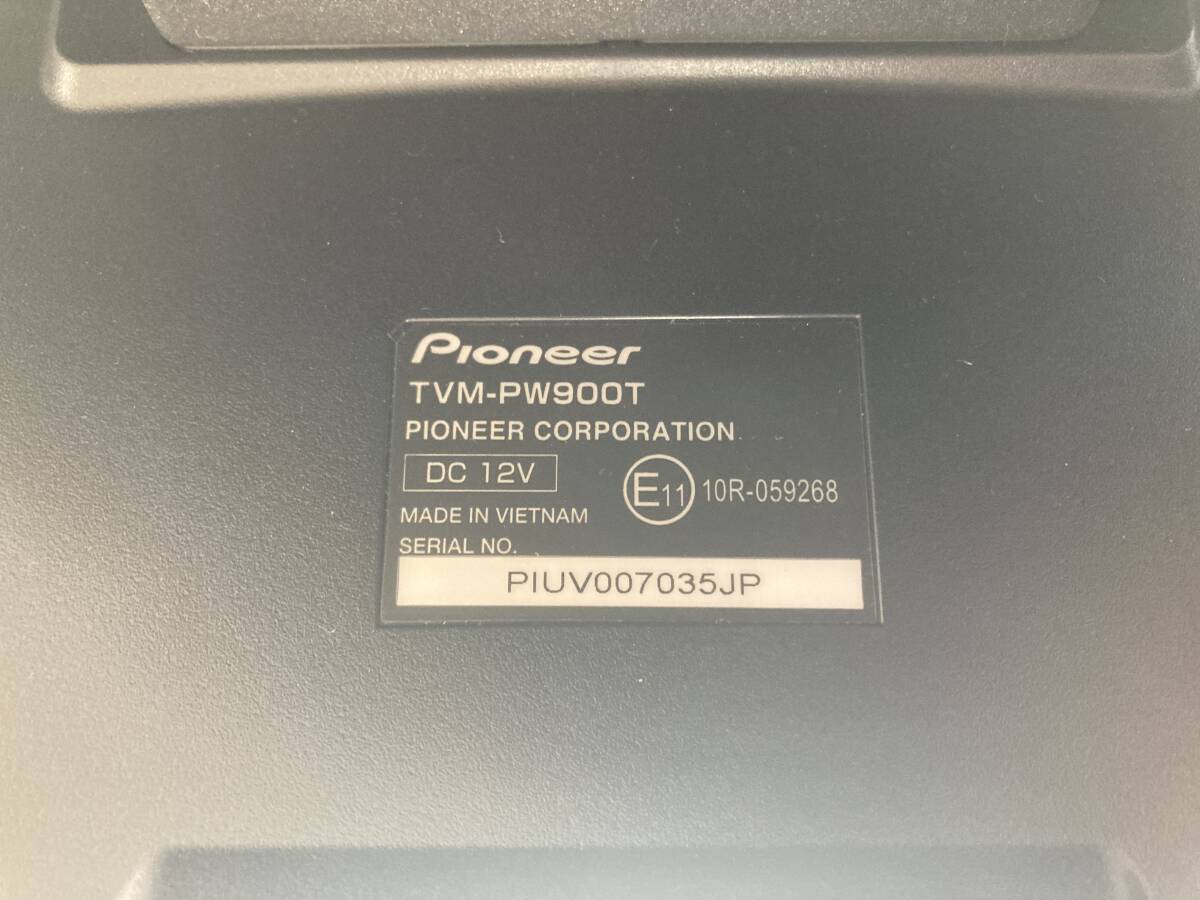 Pioneer
TVM-PW900T
PIONEER CORPORATION
DC 12V
E11 10R-059268
MADE IN VIETNAM
SERIAL NO.
PIUV007035JP